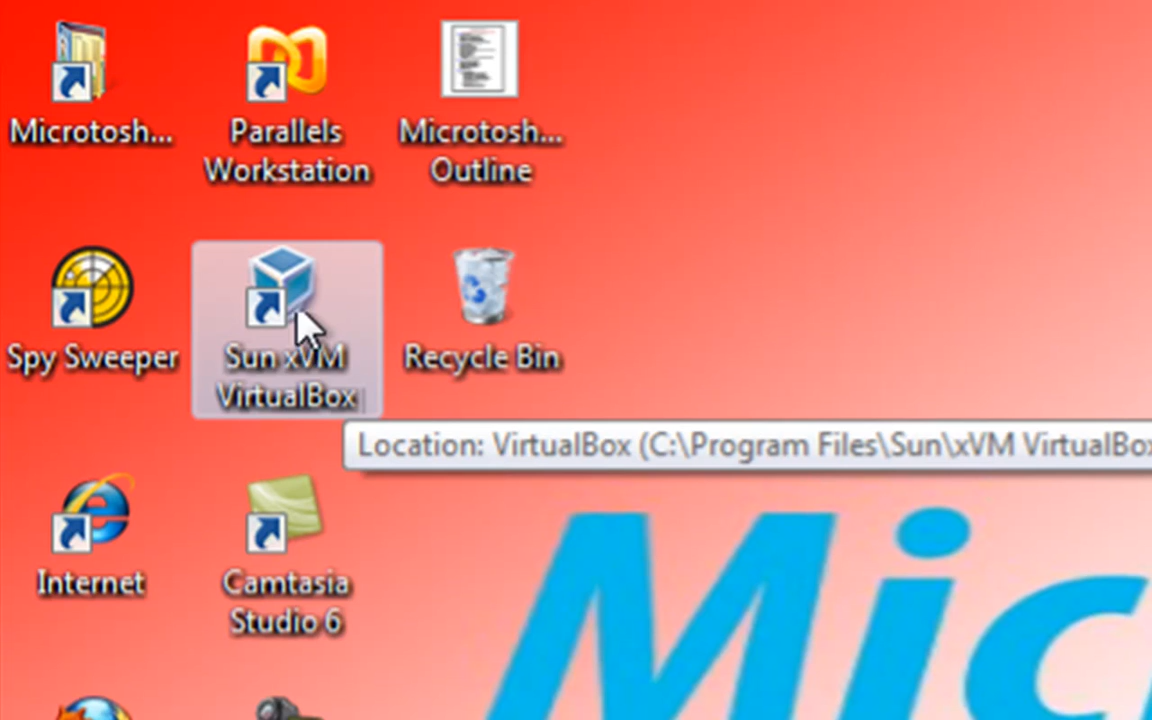 Microtosh...
Parallels
Workstation
Microtosh...
Outline
Spy Sweeper
Sun xVM
VirtualBox
Recycle Bin
Location: VirtualBox (C:\Program Files\Sun\xVM VirtualBox
Internet
Camtasia
Studio 6
Mic